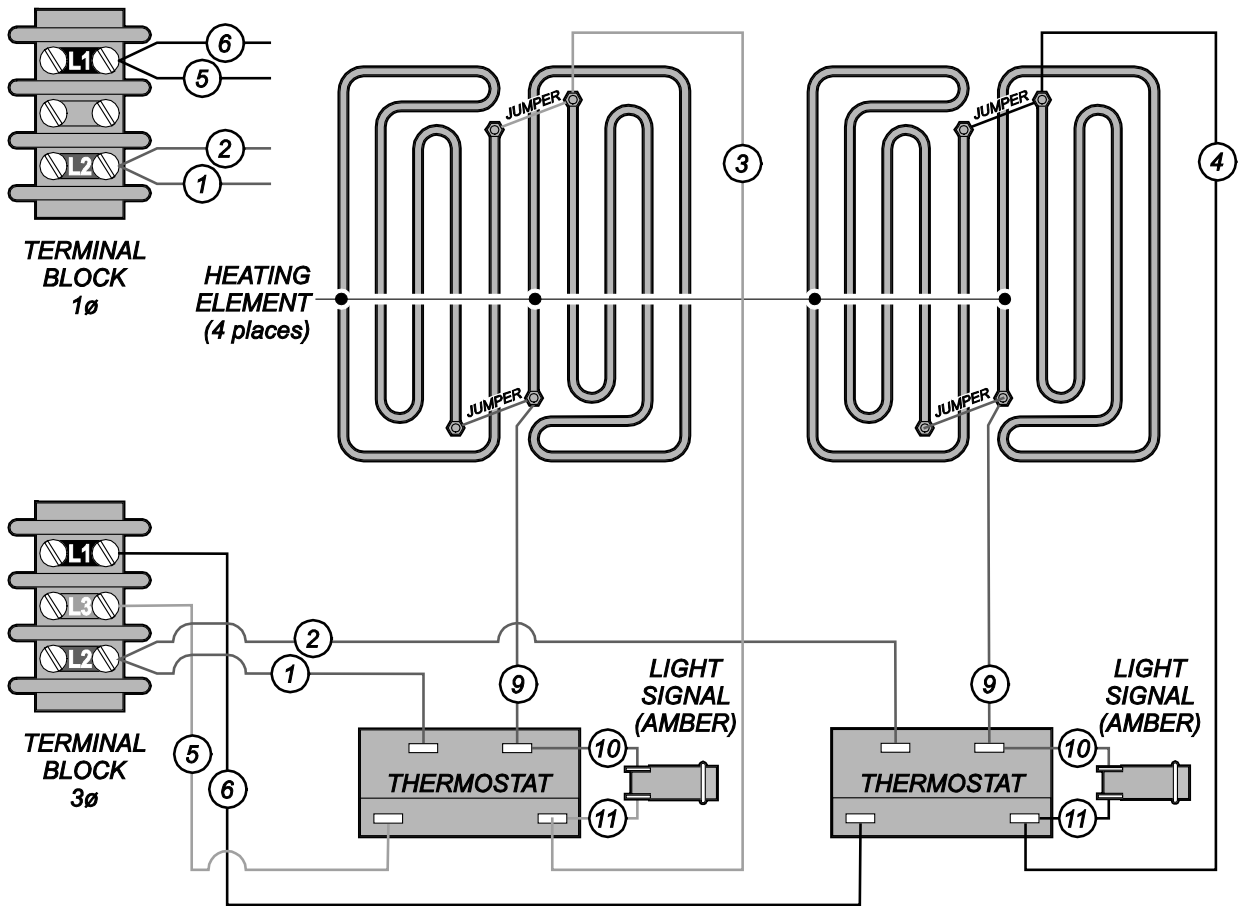 L1
6
5
L2
2
1
TERMINAL
BLOCK
1ø
HEATING
ELEMENT
(4 places)
JUMPER
JUMPER
3
JUMPER
JUMPER
4
L1
L3
L2
TERMINAL
BLOCK
3ø
2
1
5
6
9
9
LIGHT
SIGNAL
(AMBER)
THERMOSTAT
10
11
LIGHT
SIGNAL
(AMBER)
THERMOSTAT
10
11